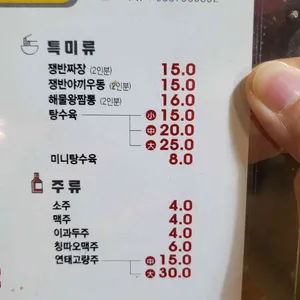 특미류
쟁반짜장 (2인분) 15.0
쟁반야끼우동 (2인분) 15.0
해물왕짬뽕 (2인분) 16.0
탕수육 小 15.0
中 20.0
大 25.0
미니탕수육 8.0
주류
소주 4.0
맥주 4.0
이과두주 4.0
칭따오맥주 6.0
연태고량주 中 15.0
大 30.0